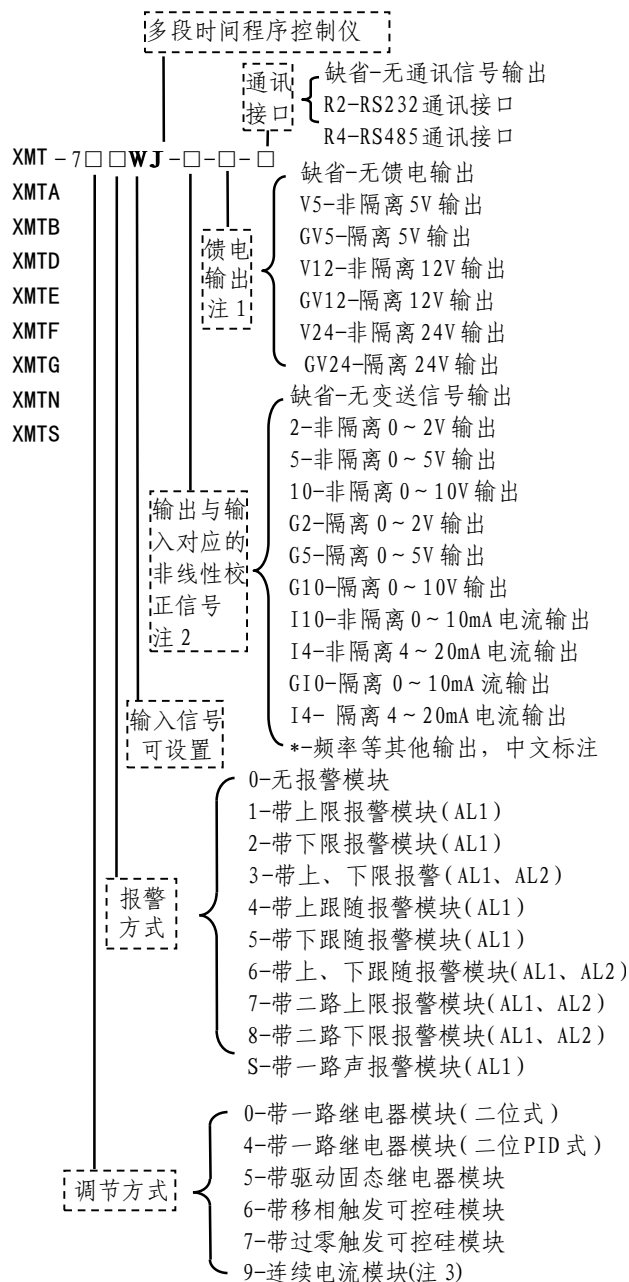 多段时间程序控制仪
通讯
接口
缺省-无通讯信号输出
R2-RS232通讯接口
R4-RS485通讯接口
XMT-7□□WJ-□-□-□
XMTA
XMTB
XMTD
XMTE
XMTF
XMTG
XMTN
XMTS
馈电
输出
注1
缺省-无馈电输出
V5-非隔离5V输出
GV5-隔离5V输出
V12-非隔离12V输出
GV12-隔离12V输出
V24-非隔离24V输出
GV24-隔离24V输出
输出与输
入对应的
非线性校
正信号
注2
缺省-无变送信号输出
2-非隔离0~2V输出
5-非隔离0~5V输出
10-非隔离0~10V输出
G2-隔离0~2V输出
G5-隔离0~5V输出
G10-隔离0~10V输出
I10-非隔离0~10mA电流输出
I4-非隔离4~20mA电流输出
GI0-隔离0~10mA流输出
I4- 隔离4~20mA电流输出
*-频率等其他输出，中文标注
输入信号
可设置
报警
方式
0-无报警模块
1-带上限报警模块(AL1)
2-带下限报警模块(AL1)
3-带上、下限报警(AL1、AL2)
4-带上跟随报警模块(AL1)
5-带下跟随报警模块(AL1)
6-带上、下跟随报警模块(AL1、AL2)
7-带二路上限报警模块(AL1、AL2)
8-带二路下限报警模块(AL1、AL2)
S-带一路声报警模块(AL1)
调节方式
0-带一路继电器模块(二位式)
4-带一路继电器模块(二位PID式)
5-带驱动固态继电器模块
6-带移相触发可控硅模块
7-带过零触发可控硅模块
9-连续电流模块(注3)